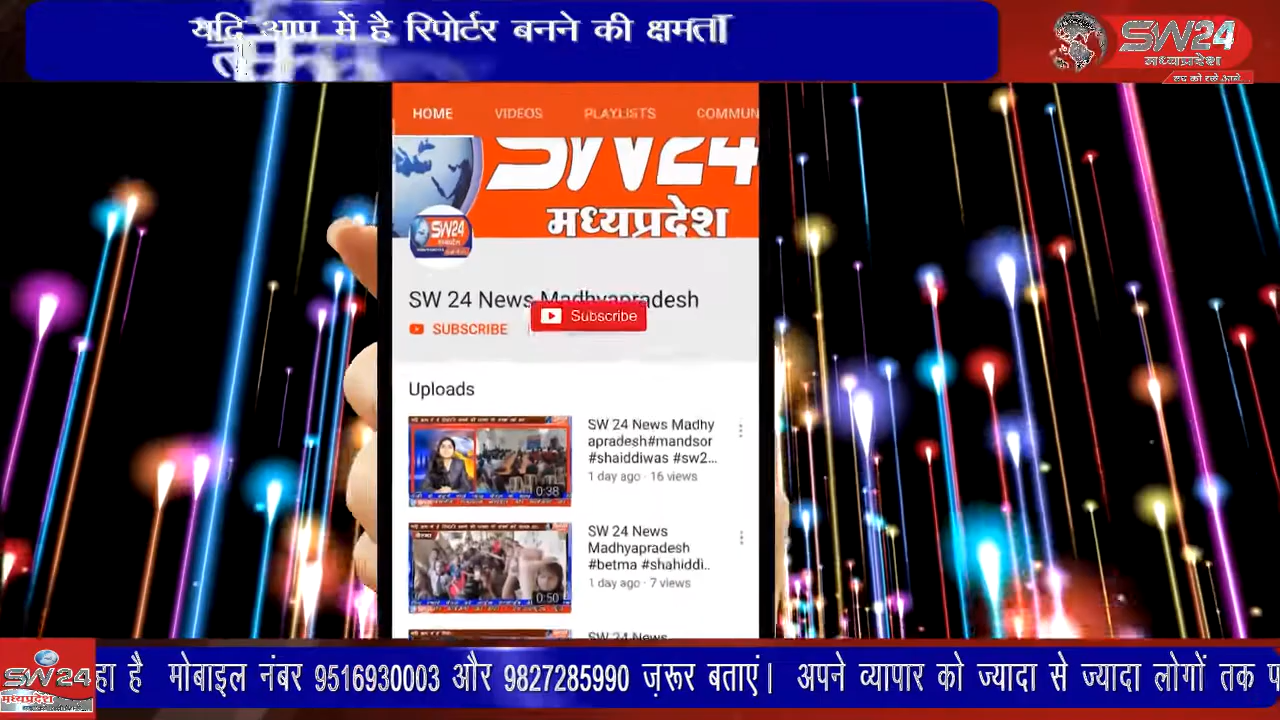 यदि आप में है रिपोर्टर बनने की क्षमता
SW24
मध्यप्रदेश
HOME VIDEOS PLAYLISTS COMMUN
SW24
मध्यप्रदेश
SW24
SW 24 News Madhyapradesh
SUBSCRIBE
Subscribe
Uploads
SW 24 News Madhy
apradesh#mandsor
#shaiddiwas #sw2...
1 day ago · 16 views
0:38
SW 24 News
Madhyapradesh
#betma #shahiddi..
1 day ago · 7 views
0:50
SW 24 News
SW24
मध्यप्रदेश
हा है मोबाइल नंबर 9516930003 और 9827285990 ज़रूर बताएं| अपने व्यापार को ज्यादा से ज्यादा लोगों तक प